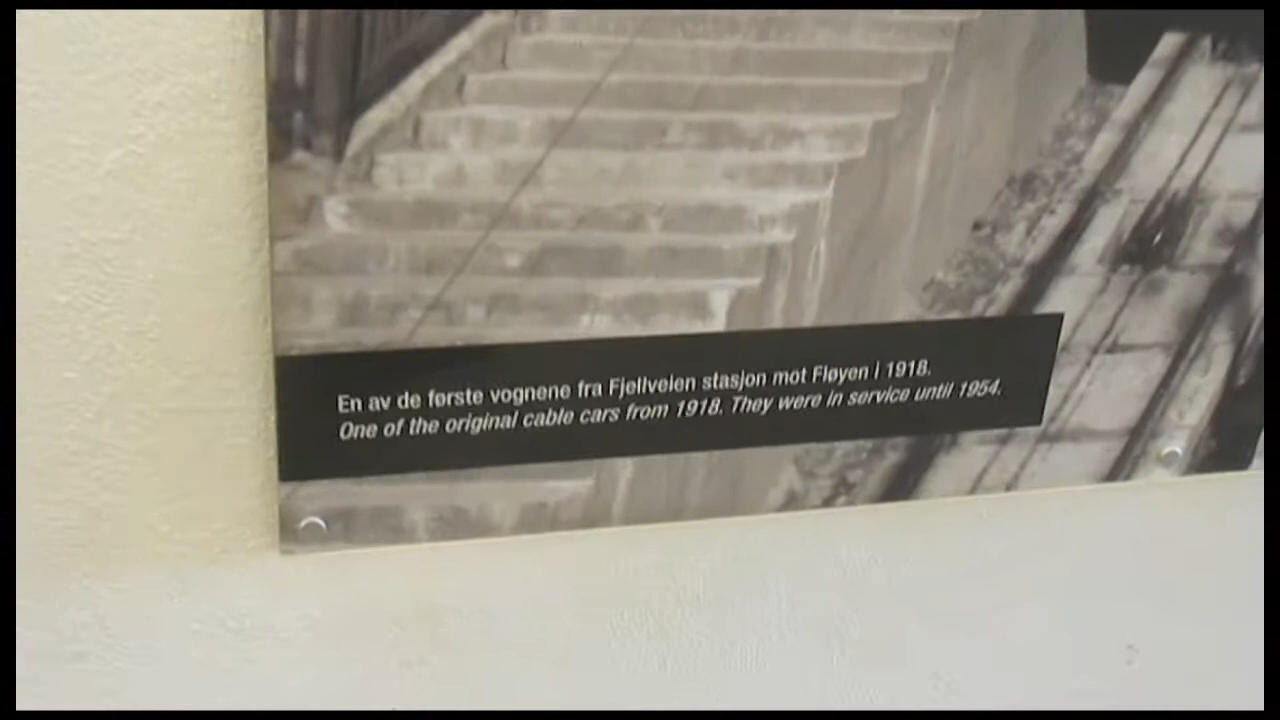 En av de første vognene fra Fjellveien stasjon mot Fløyen i 1918.
One of the original cable cars from 1918. They were in service until 1954.